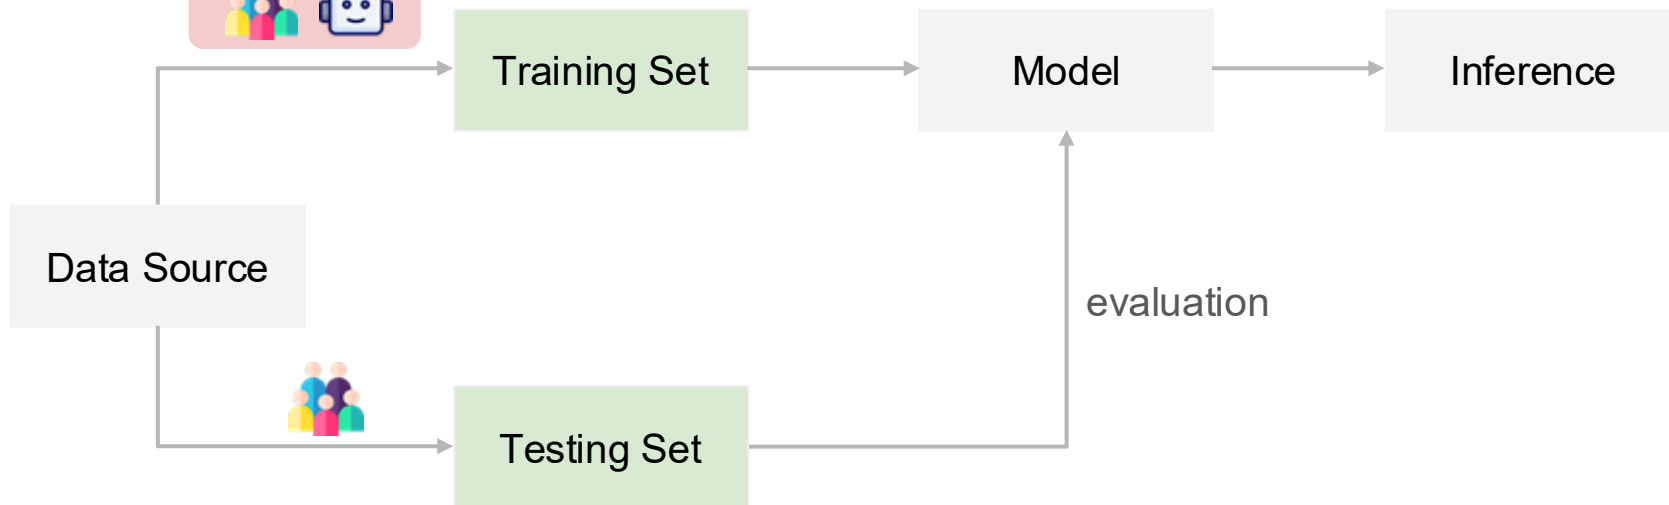 Training Set
Model
Inference
Data Source
evaluation
Testing Set